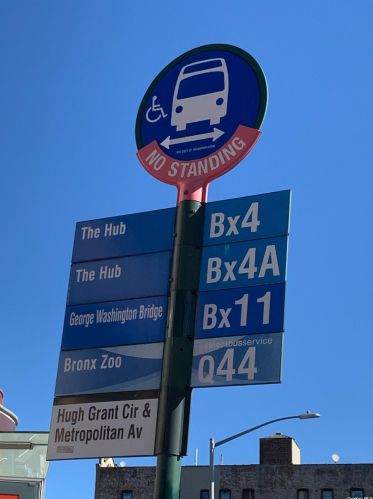 NO STANDING
The Hub
Bx4
The Hub
Bx4A
George Washington Bridge
Bx11
selectbusservice
Bronx Zoo
Q44
Hugh Grant Cir &
Metropolitan Av